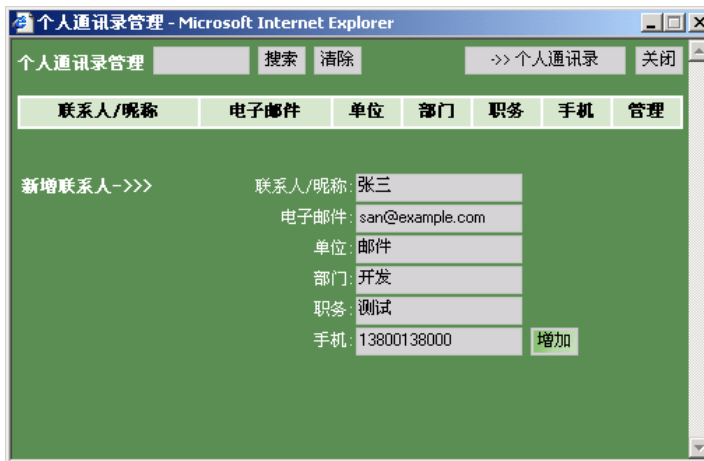 个人通讯录管理 - Microsoft Internet Explorer
个人通讯录管理 搜索 清除 ->> 个人通讯录 关闭
联系人/昵称 电子邮件 单位 部门 职务 手机 管理
新增联系人->>> 联系人/昵称: 张三
电子邮件: san@example.com
单位: 邮件
部门: 开发
职务: 测试
手机: 13800138000 增加